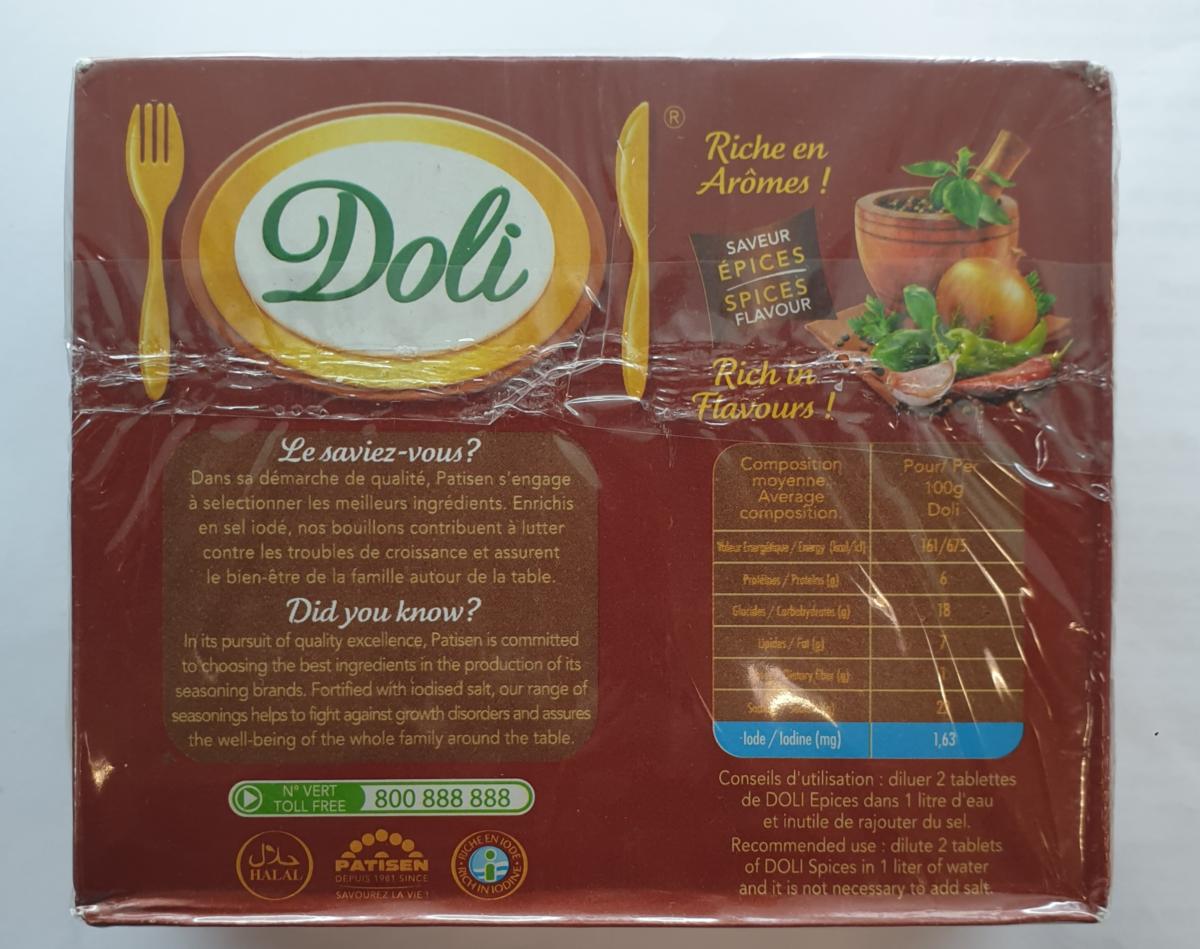 Doli
®
Riche en
Arômes !
SAVEUR
ÉPICES
SPICES
FLAVOUR
Rich in
Flavours !
Le saviez-vous?
Dans sa démarche de qualité, Patisen s'engage
à selectionner les meilleurs ingrédients. Enrichis
en sel iodé, nos bouillons contribuent à lutter
contre les troubles de croissance et assurent
le bien-être de la famille autour de la table.
Did you know?
In its pursuit of quality excellence, Patisen is committed
to choosing the best ingredients in the production of its
seasoning brands. Fortified with iodised salt, our range of
seasonings helps to fight against growth disorders and assures
the well-being of the whole family around the table.
N° VERT
TOLL FREE
800 888 888
حلال
HALAL
PATISEN
DEPUIS 1981 SINCE
SAVOUREZ LA VIE !
RICHE EN IODE
RICH IN IODINE
Composition
moyenne
Average
composition
Pour/ Per
100g
Doli
Valeur Energétique / Energy (kcal/kJ) 161/675
Protéines / Proteins (g) 6
Glucides / Carbohydrates (g) 18
Lipides / Fat (g) 7
Dietary fiber (g)
Iode / Iodine (mg) 1,63
Conseils d'utilisation : diluer 2 tablettes
de DOLI Epices dans 1 litre d'eau
et inutile de rajouter du sel.
Recommended use : dilute 2 tablets
of DOLI Spices in 1 liter of water
and it is not necessary to add salt.